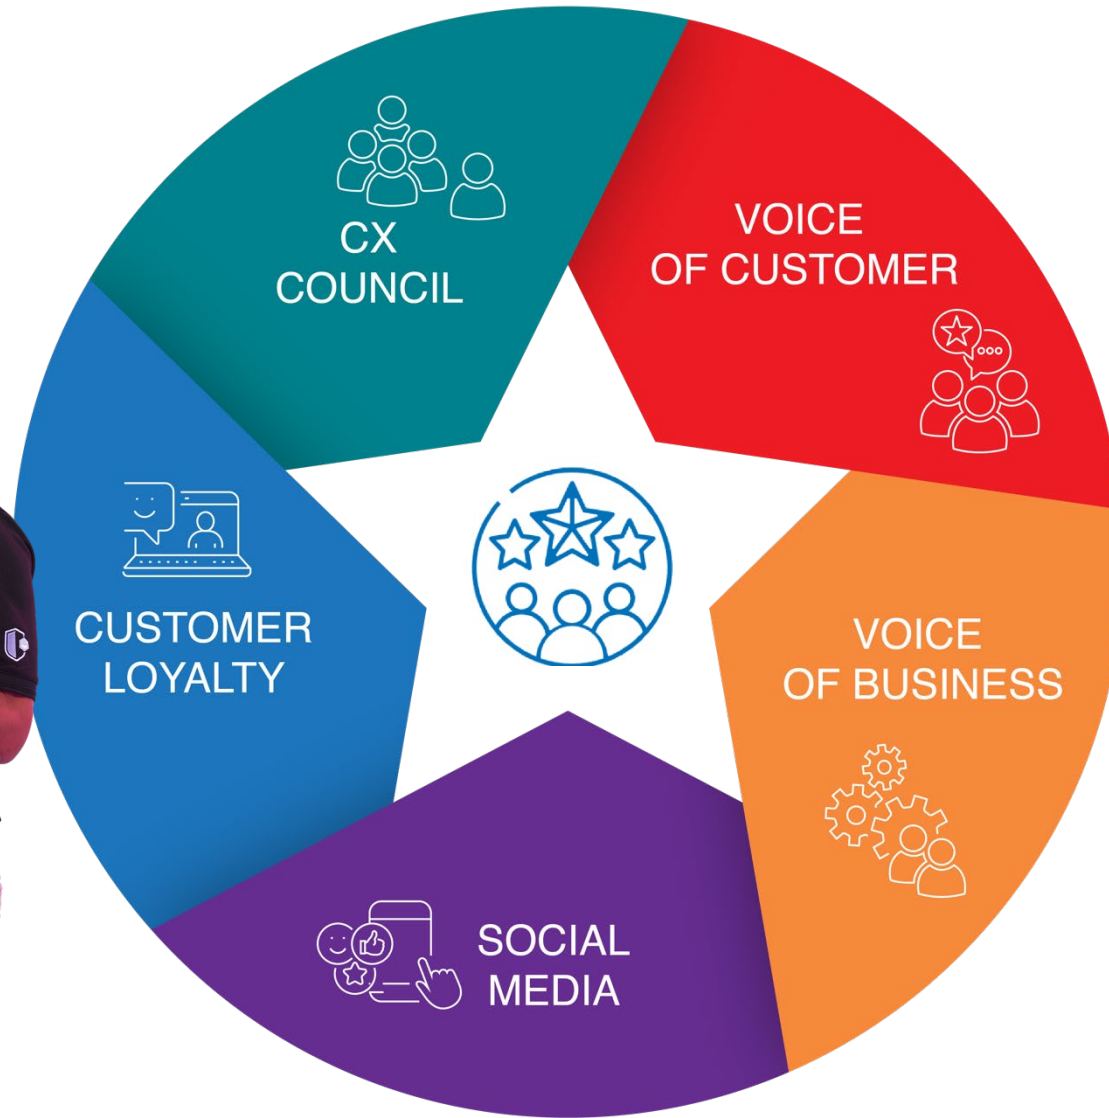 CX
COUNCIL
VOICE
OF CUSTOMER
CUSTOMER
LOYALTY
VOICE
OF BUSINESS
SOCIAL
MEDIA